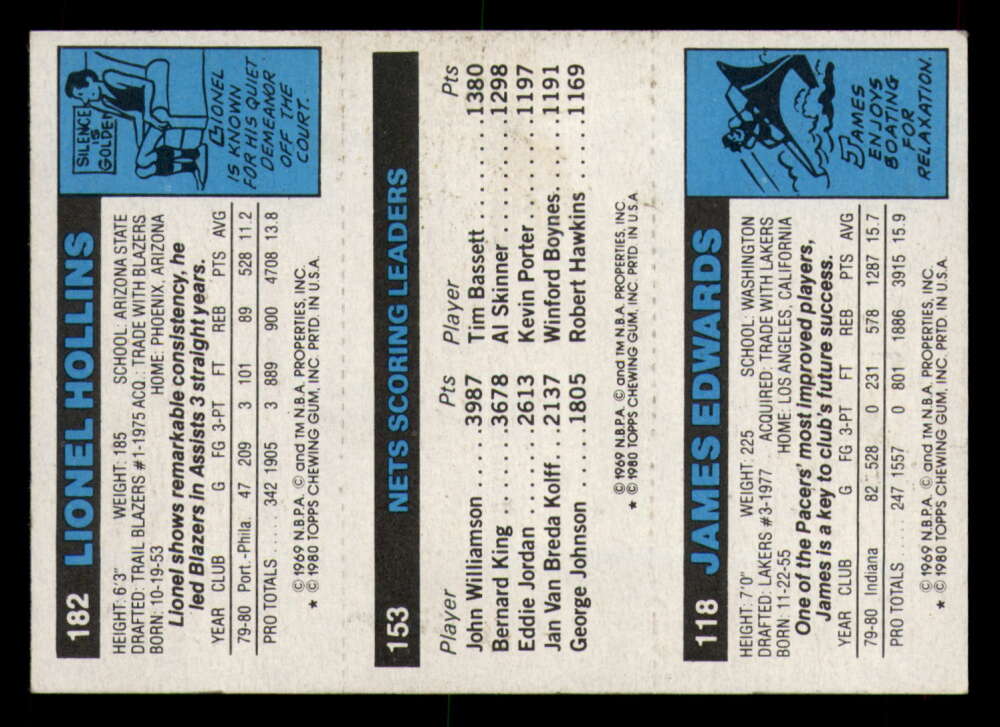 182 LIONEL HOLLINS
HEIGHT: 6'3" WEIGHT: 185 SCHOOL: ARIZONA STATE
DRAFTED: TRAIL BLAZERS #1-1975 ACQ.: TRADE WITH BLAZERS
BORN: 10-19-53 HOME: PHOENIX, ARIZONA
Lionel shows remarkable consistency, he
led Blazers in Assists 3 straight years.
YEAR CLUB G FG 3-PT FT REB PTS AVG
79-80 Port.-Phila. 47 209 3 101 89 528 11.2
PRO TOTALS .... 342 1905 3 889 900 4708 13.8
© 1969 N.B.P.A. © and TM N.B.A. PROPERTIES, INC.
★ © 1980 TOPPS CHEWING GUM, INC. PRTD. IN U.S.A.
SILENCE
IS
GOLDEN
LIONEL
IS KNOWN
FOR HIS QUIET
DEMEANOR
OFF THE
COURT.
153 NETS SCORING LEADERS
Player Pts Player Pts
John Williamson ....3987 Tim Bassett .........1380
Bernard King .. ....3678 Al Skinner ..........1298
Eddie Jordan .... ..2613 Kevin Porter.........1197
Jan Van Breda Kolff..2137 Winford Boynes.......1191
George Johnson .....1805 Robert Hawkins ......1169
© 1969 N.B.P.A. © and TM N.B.A. PROPERTIES, INC.
★ © 1980 TOPPS CHEWING GUM, INC. PRTD. IN U.S.A
118 JAMES EDWARDS
HEIGHT: 7'0" WEIGHT: 225 SCHOOL: WASHINGTON
DRAFTED: LAKERS #3-1977 ACQUIRED: TRADE WITH LAKERS
BORN: 11-22-55 HOME: LOS ANGELES, CALIFORNIA
One of the Pacers' most improved players,
James is a key to club's future success.
YEAR CLUB G FG 3-PT FT REB PTS AVG
79-80 Indiana 82 528 0 231 578 1287 15.7
PRO TOTALS .... 247 1557 0 801 1886 3915 15.9
© 1969 N.B.P.A. © and TM N.B.A. PROPERTIES, INC.
★ © 1980 TOPPS CHEWING GUM, INC. PRTD. IN U.S.A.
JAMES
ENJOYS
BOATING
FOR
RELAXATION.